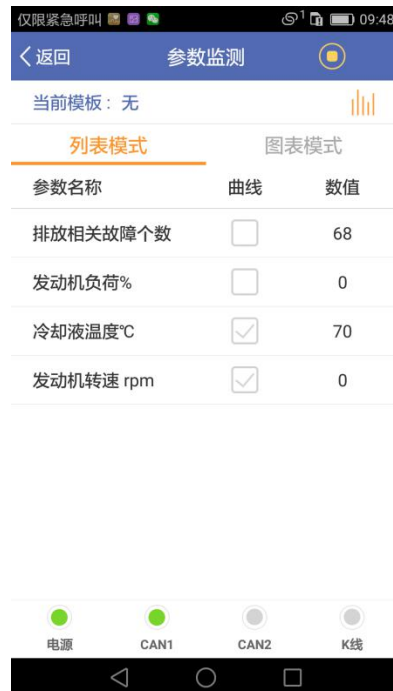 仅限紧急呼叫 1 09:48
返回 参数监测
当前模板：无
列表模式 图表模式
参数名称 曲线 数值
排放相关故障个数 68
发动机负荷% 0
冷却液温度℃ 70
发动机转速 rpm 0
电源 CAN1 CAN2 K线